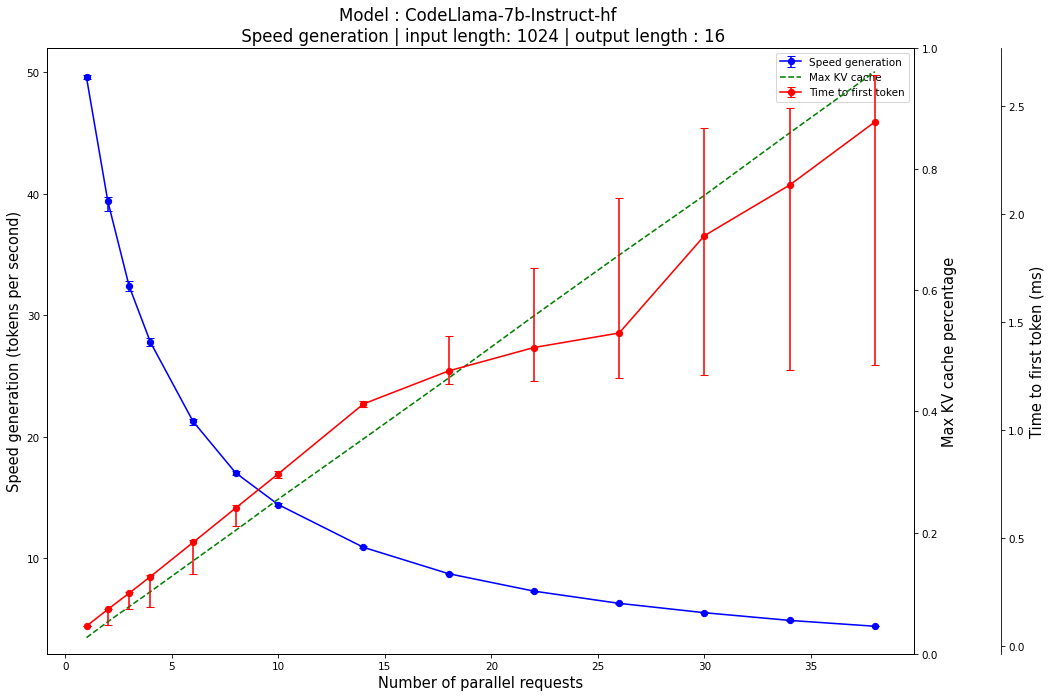 Model : CodeLlama-7b-Instruct-hf
Speed generation | input length: 1024 | output length : 16
Speed generation
Max KV cache
Time to first token
Speed generation (tokens per second)
50
40
30
20
10
0 5 10 15 20 25 30 35
Number of parallel requests
1.0
0.8
0.6
0.4
0.2
0.0
Max KV cache percentage
2.5
2.0
1.5
1.0
0.5
0.0
Time to first token (ms)